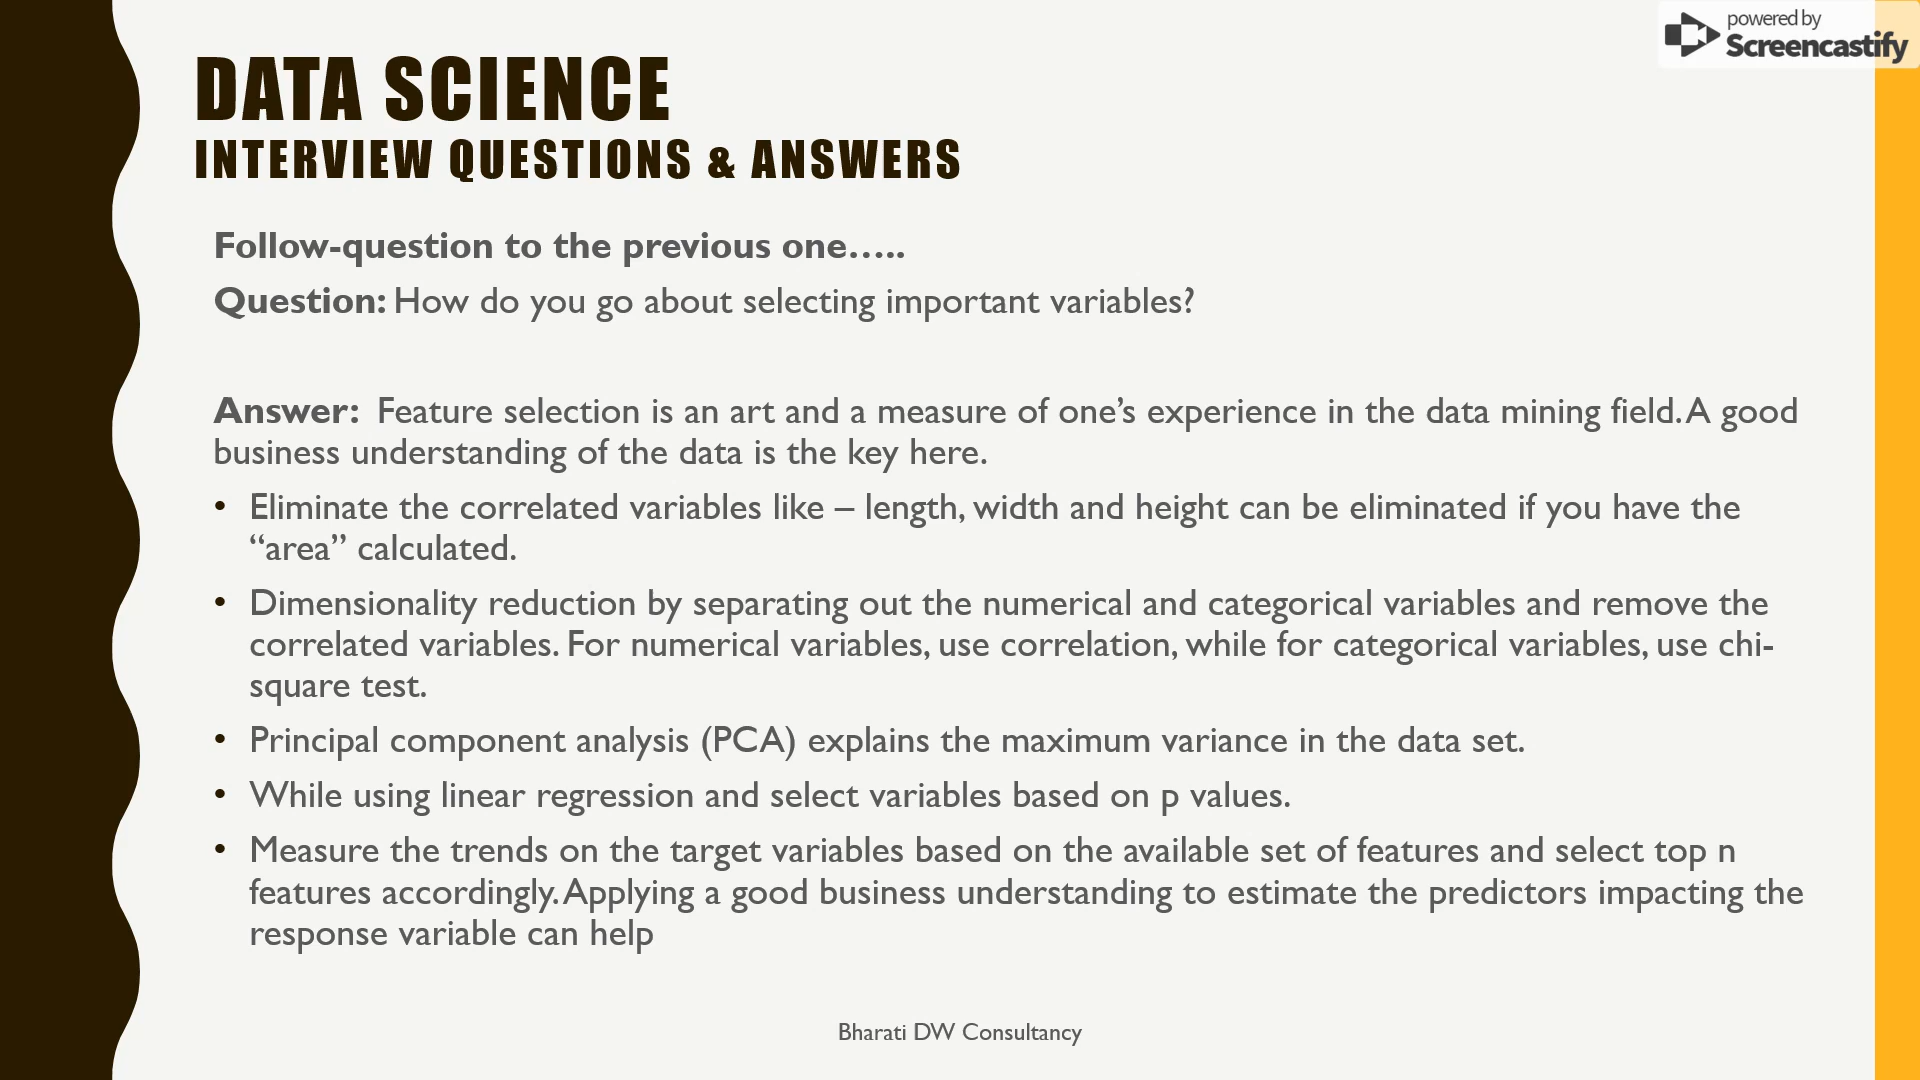 powered by
Screencastify
DATA SCIENCE
INTERVIEW QUESTIONS & ANSWERS
Follow-question to the previous one…..
Question: How do you go about selecting important variables?
Answer: Feature selection is an art and a measure of one’s experience in the data mining field. A good
business understanding of the data is the key here.
• Eliminate the correlated variables like – length, width and height can be eliminated if you have the
“area” calculated.
• Dimensionality reduction by separating out the numerical and categorical variables and remove the
correlated variables. For numerical variables, use correlation, while for categorical variables, use chi-
square test.
• Principal component analysis (PCA) explains the maximum variance in the data set.
• While using linear regression and select variables based on p values.
• Measure the trends on the target variables based on the available set of features and select top n
features accordingly. Applying a good business understanding to estimate the predictors impacting the
response variable can help
Bharati DW Consultancy